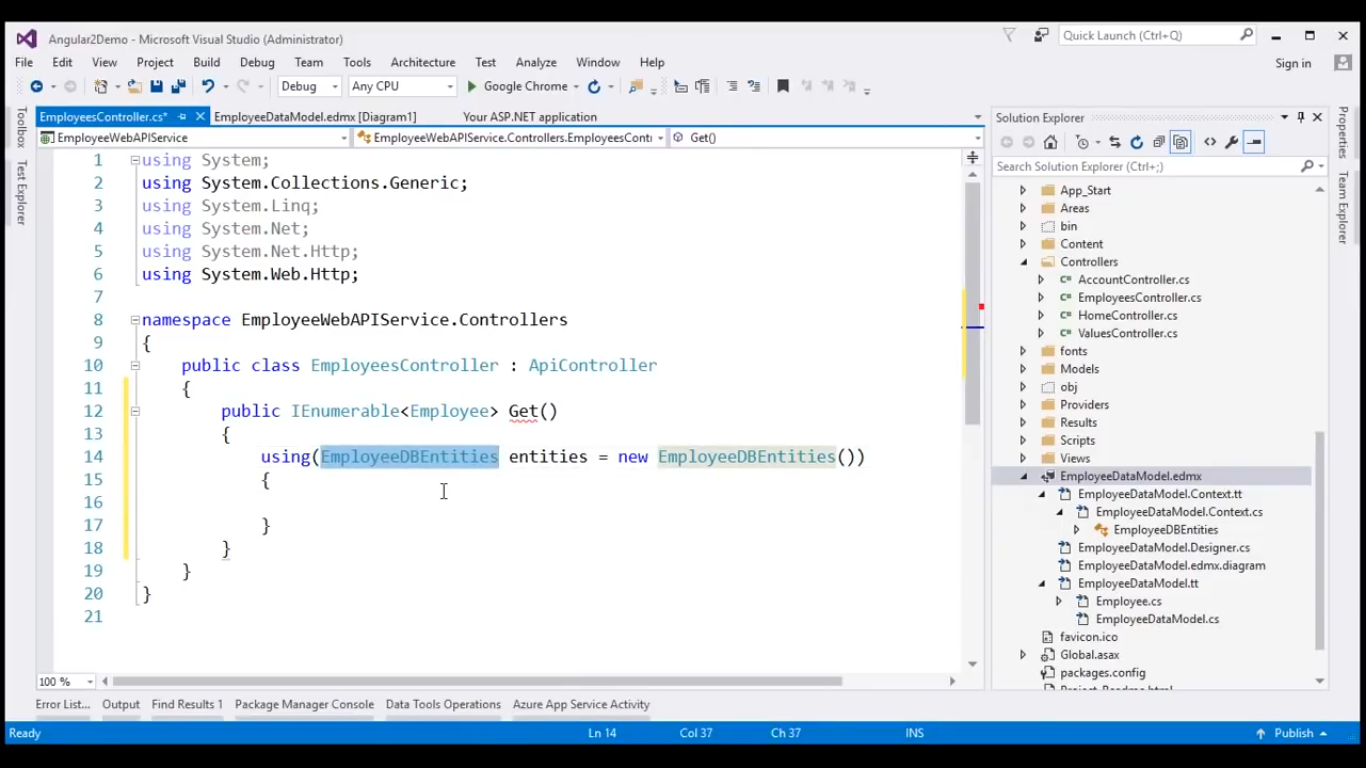 Angular2Demo - Microsoft Visual Studio (Administrator)
Quick Launch (Ctrl+Q)
File Edit View Project Build Debug Team Tools Architecture Test Analyze Window Help
Sign in
Debug Any CPU Google Chrome
EmployeesController.cs* EmployeeDataModel.edmx [Diagram1] Your ASP.NET application
EmployeeWebAPIService EmployeeWebAPIService.Controllers.EmployeesConti Get()
Toolbox
Test Explorer
1 using System;
2 using System.Collections.Generic;
3 using System.Linq;
4 using System.Net;
5 using System.Net.Http;
6 using System.Web.Http;
7
8 namespace EmployeeWebAPIService.Controllers
9 {
10 public class EmployeesController : ApiController
11 {
12 public IEnumerable<Employee> Get()
13 {
14 using(EmployeeDBEntities entities = new EmployeeDBEntities())
15 {
16
17 }
18 }
19 }
20 }
21
100 %
Solution Explorer
Search Solution Explorer (Ctrl+;)
App_Start
Areas
bin
Content
Controllers
AccountController.cs
EmployeesController.cs
HomeController.cs
ValuesController.cs
fonts
Models
obj
Providers
Results
Scripts
Views
EmployeeDataModel.edmx
EmployeeDataModel.Context.tt
EmployeeDataModel.Context.cs
EmployeeDBEntities
EmployeeDataModel.Designer.cs
EmployeeDataModel.edmx.diagram
EmployeeDataModel.tt
Employee.cs
EmployeeDataModel.cs
favicon.ico
Global.asax
packages.config
Project_Readme.html
Properties
Team Explorer
Error List... Output Find Results 1 Package Manager Console Data Tools Operations Azure App Service Activity
Ready Ln 14 Col 37 Ch 37 INS Publish